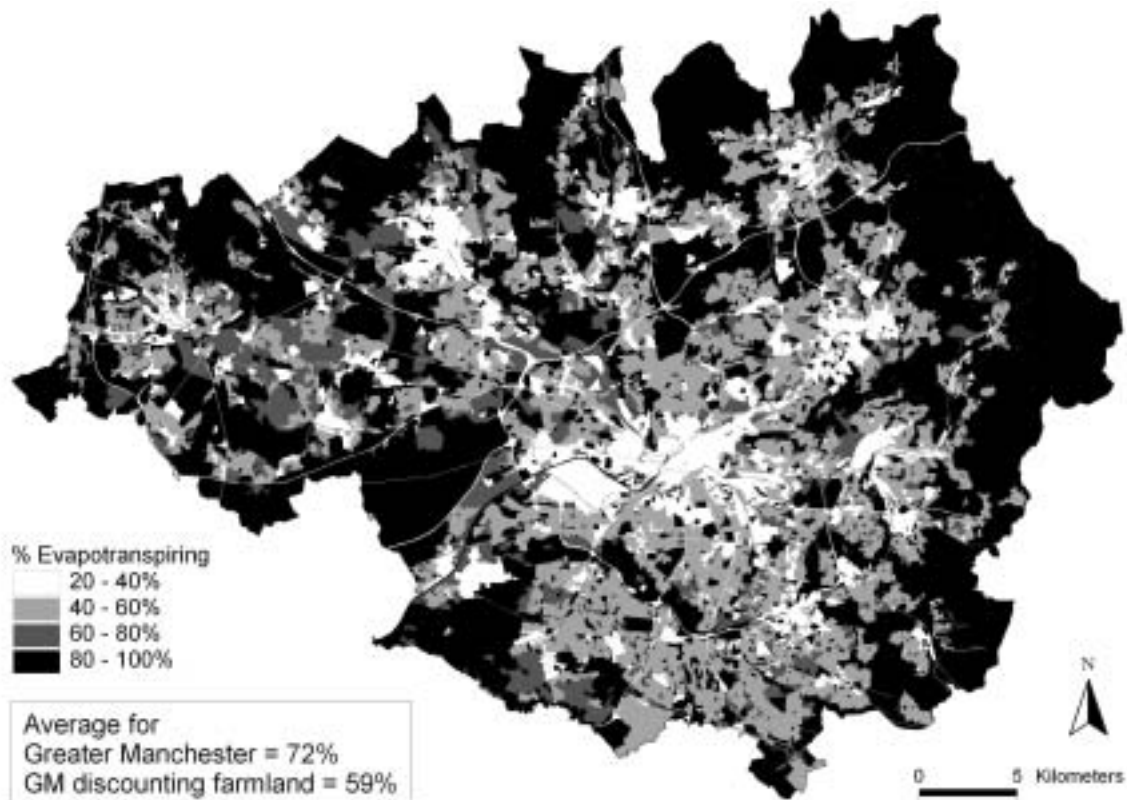 % Evapotranspiring
20 - 40%
40 - 60%
60 - 80%
80 - 100%
Average for
Greater Manchester = 72%
GM discounting farmland = 59%
N
0 5 Kilometers